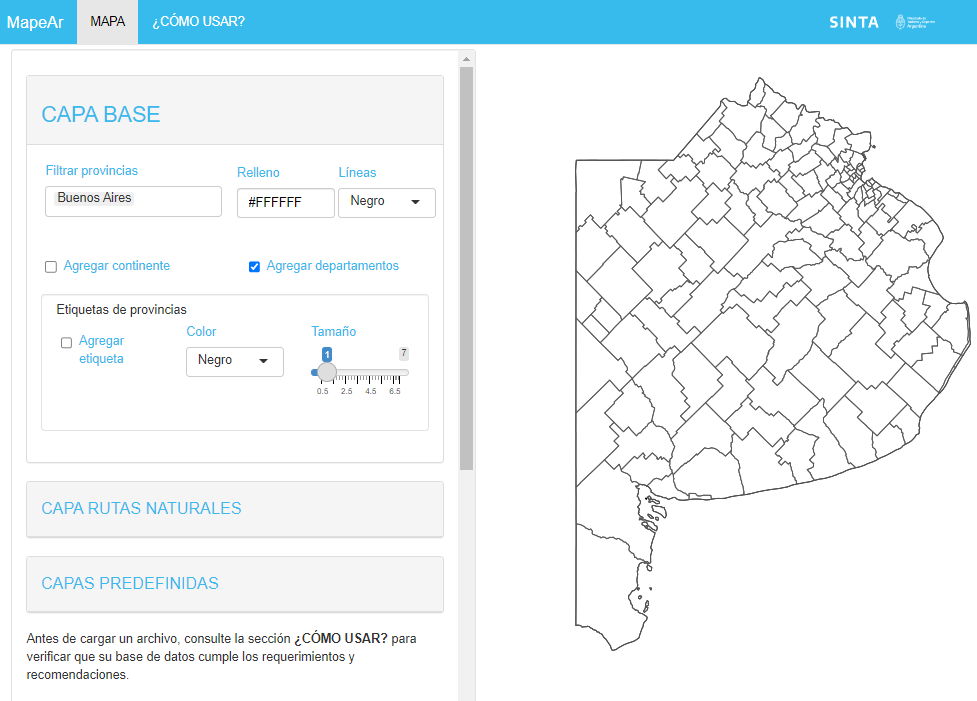 MapeAr
MAPA
¿CÓMO USAR?
SINTA
CAPA BASE
Filtrar provincias
Relleno
Líneas
Buenos Aires
#FFFFFF
Negro
Agregar continente
Agregar departamentos
Etiquetas de provincias
Agregar
etiqueta
Color
Tamaño
Negro
1
7
0.5 2.5 4.5 6.5
CAPA RUTAS NATURALES
CAPAS PREDEFINIDAS
Antes de cargar un archivo, consulte la sección ¿CÓMO USAR? para
verificar que su base de datos cumple los requerimientos y
recomendaciones.